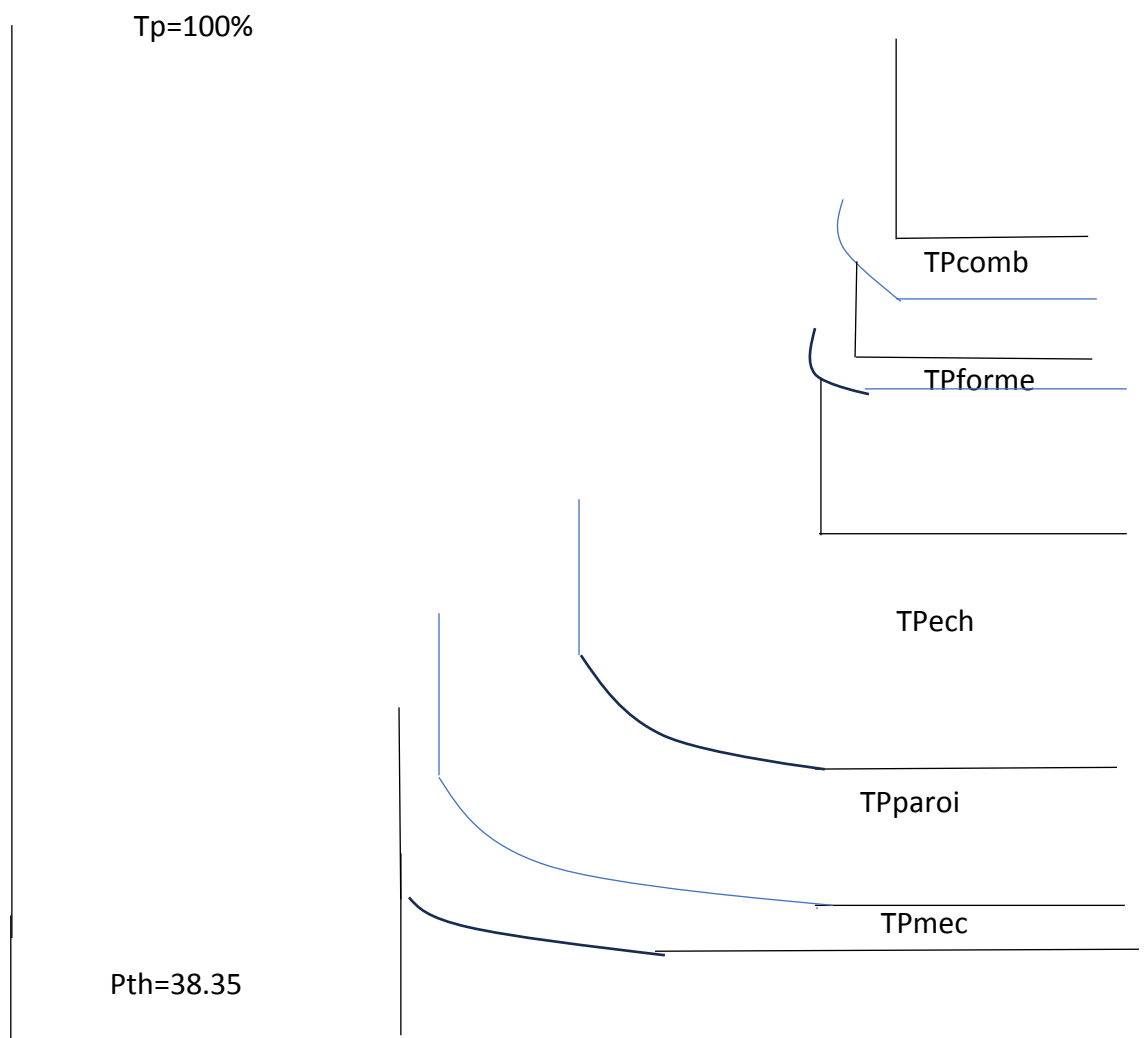 Tp=100%
TPcomb
TPforme
TPech
TPparoi
TPmec
Pth=38.35